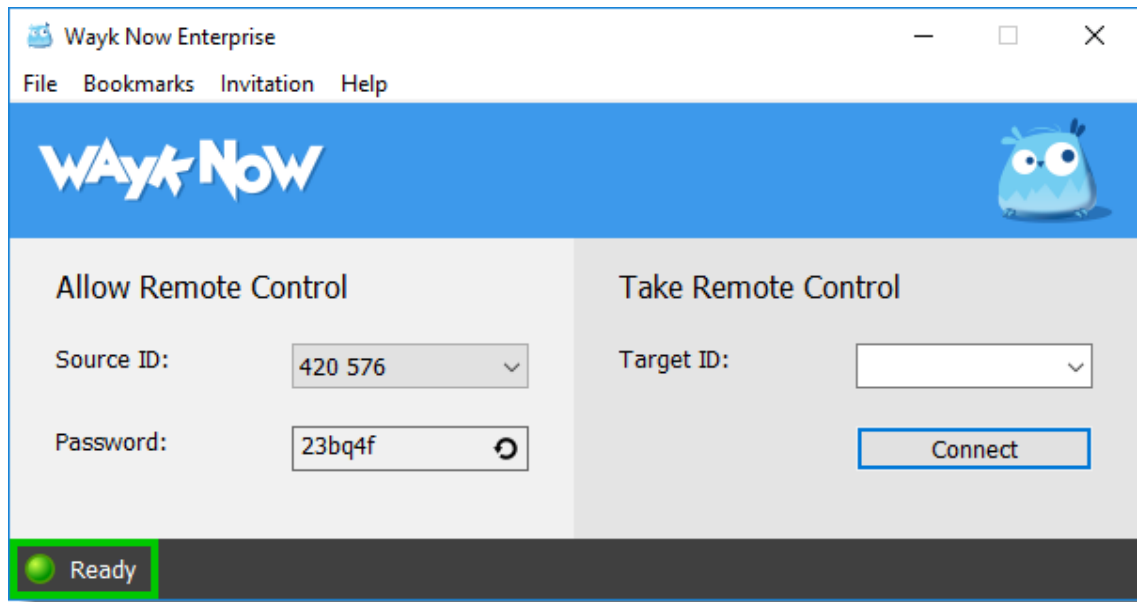 Wayk Now Enterprise
File Bookmarks Invitation Help
WAyk NoW
Allow Remote Control
Source ID: 420 576
Password: 23bq4f
Take Remote Control
Target ID:
Connect
Ready